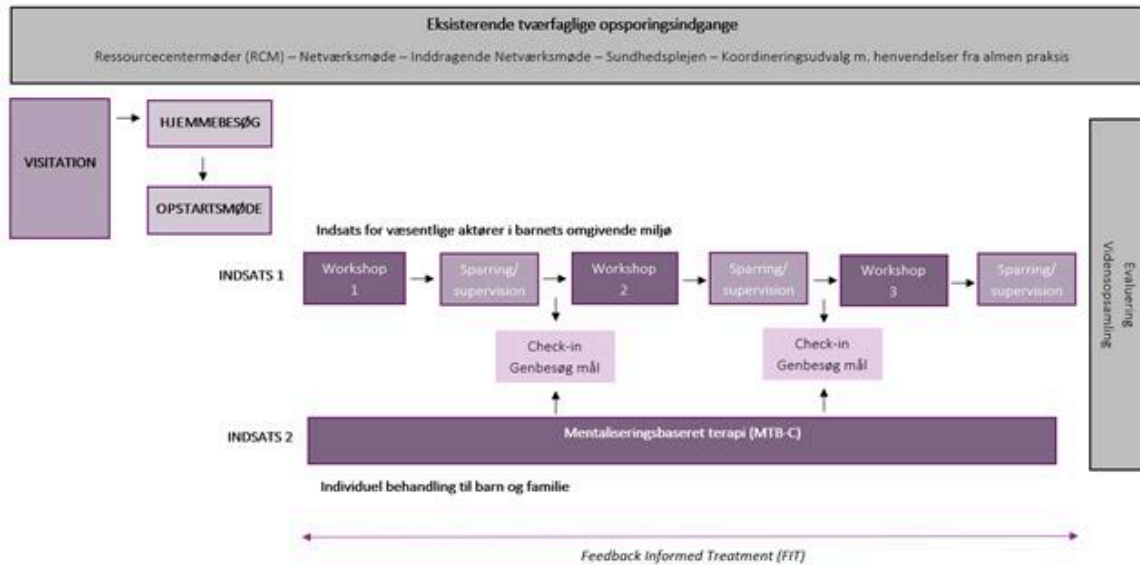 Eksisterende tværfaglige opsporingsindgange
Ressourcecentermøder (RCM) – Netværksmøde – Inddragende Netværksmøde – Sundhedsplejen – Koordineringsudvalg m. henvendelser fra almen praksis
VISITATION
HJEMMEBESØG
OPSTARTSMØDE
Indsats for væsentlige aktører i barnets omgivende miljø
INDSATS 1
Workshop
1
Sparring/
supervision
Workshop
2
Sparring/
supervision
Workshop
3
Sparring/
supervision
Check-in
Genbesøg mål
Check-in
Genbesøg mål
INDSATS 2
Mentaliseringsbaseret terapi (MTB-C)
Individuel behandling til barn og familie
Feedback Informed Treatment (FIT)
Evaluering
Vidensopsamling